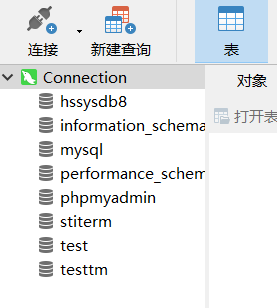 连接
新建查询
表
Connection
对象
hssysdb8
information_schema
打开表
mysql
performance_schem
phpmyadmin
stiterm
test
testtm